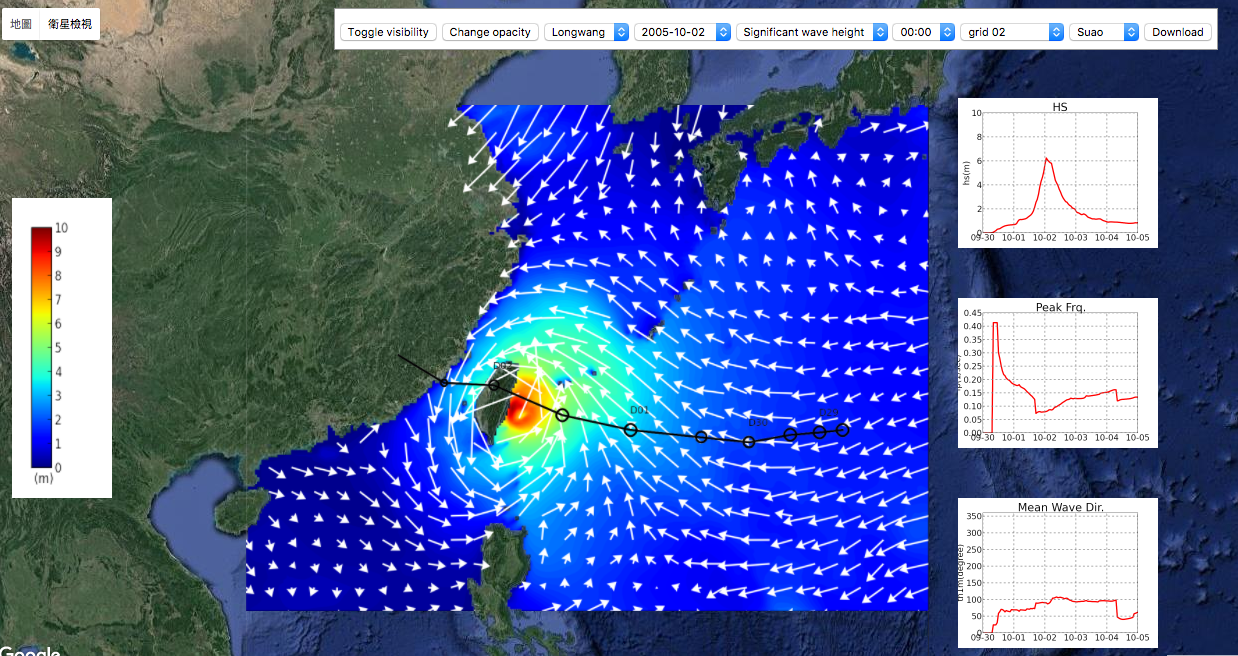 地圖 衛星檢視
Toggle visibility Change opacity Longwang 2005-10-02 Significant wave height 00:00 grid 02 Suao Download
10
9
8
7
6
5
4
3
2
1
0
(m)
D02
D01
D30
D29
HS
10
8
6
4
2
0
hs(m)
09-30 10-01 10-02 10-03 10-04 10-05
Peak Frq.
0.45
0.40
0.35
0.30
0.25
0.20
0.15
0.10
0.05
0.00
09-30 10-01 10-02 10-03 10-04 10-05
Mean Wave Dir.
350
300
250
200
150
100
50
0
th1m(degree)
09-30 10-01 10-02 10-03 10-04 10-05
Google